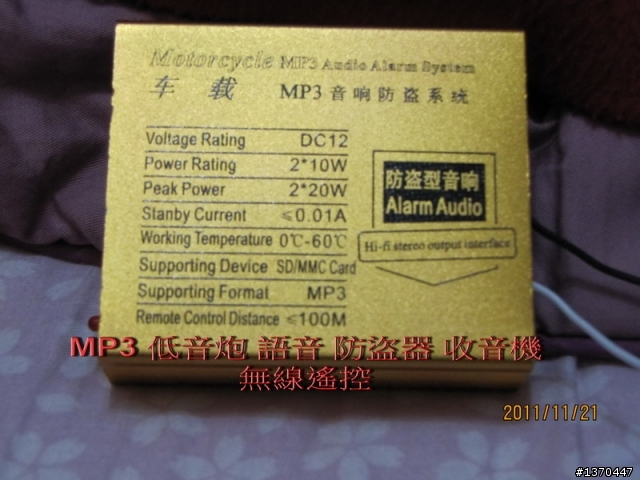 Motorcycle MP3 Audio Alarm System
车 载 MP3 音响防盗系统
Voltage Rating DC12
Power Rating 2*10W
Peak Power 2*20W
Stanby Current ≤0.01A
Working Temperature 0℃-60℃
Supporting Device SD/MMC Card
Supporting Format MP3
Remote Control Distance ≤100M
防盗型音响
Alarm Audio
Hi-fi stereo output interface
MP3 低音炮 語音 防盜器 收音機
無線遙控
2011/11/21
#1370447